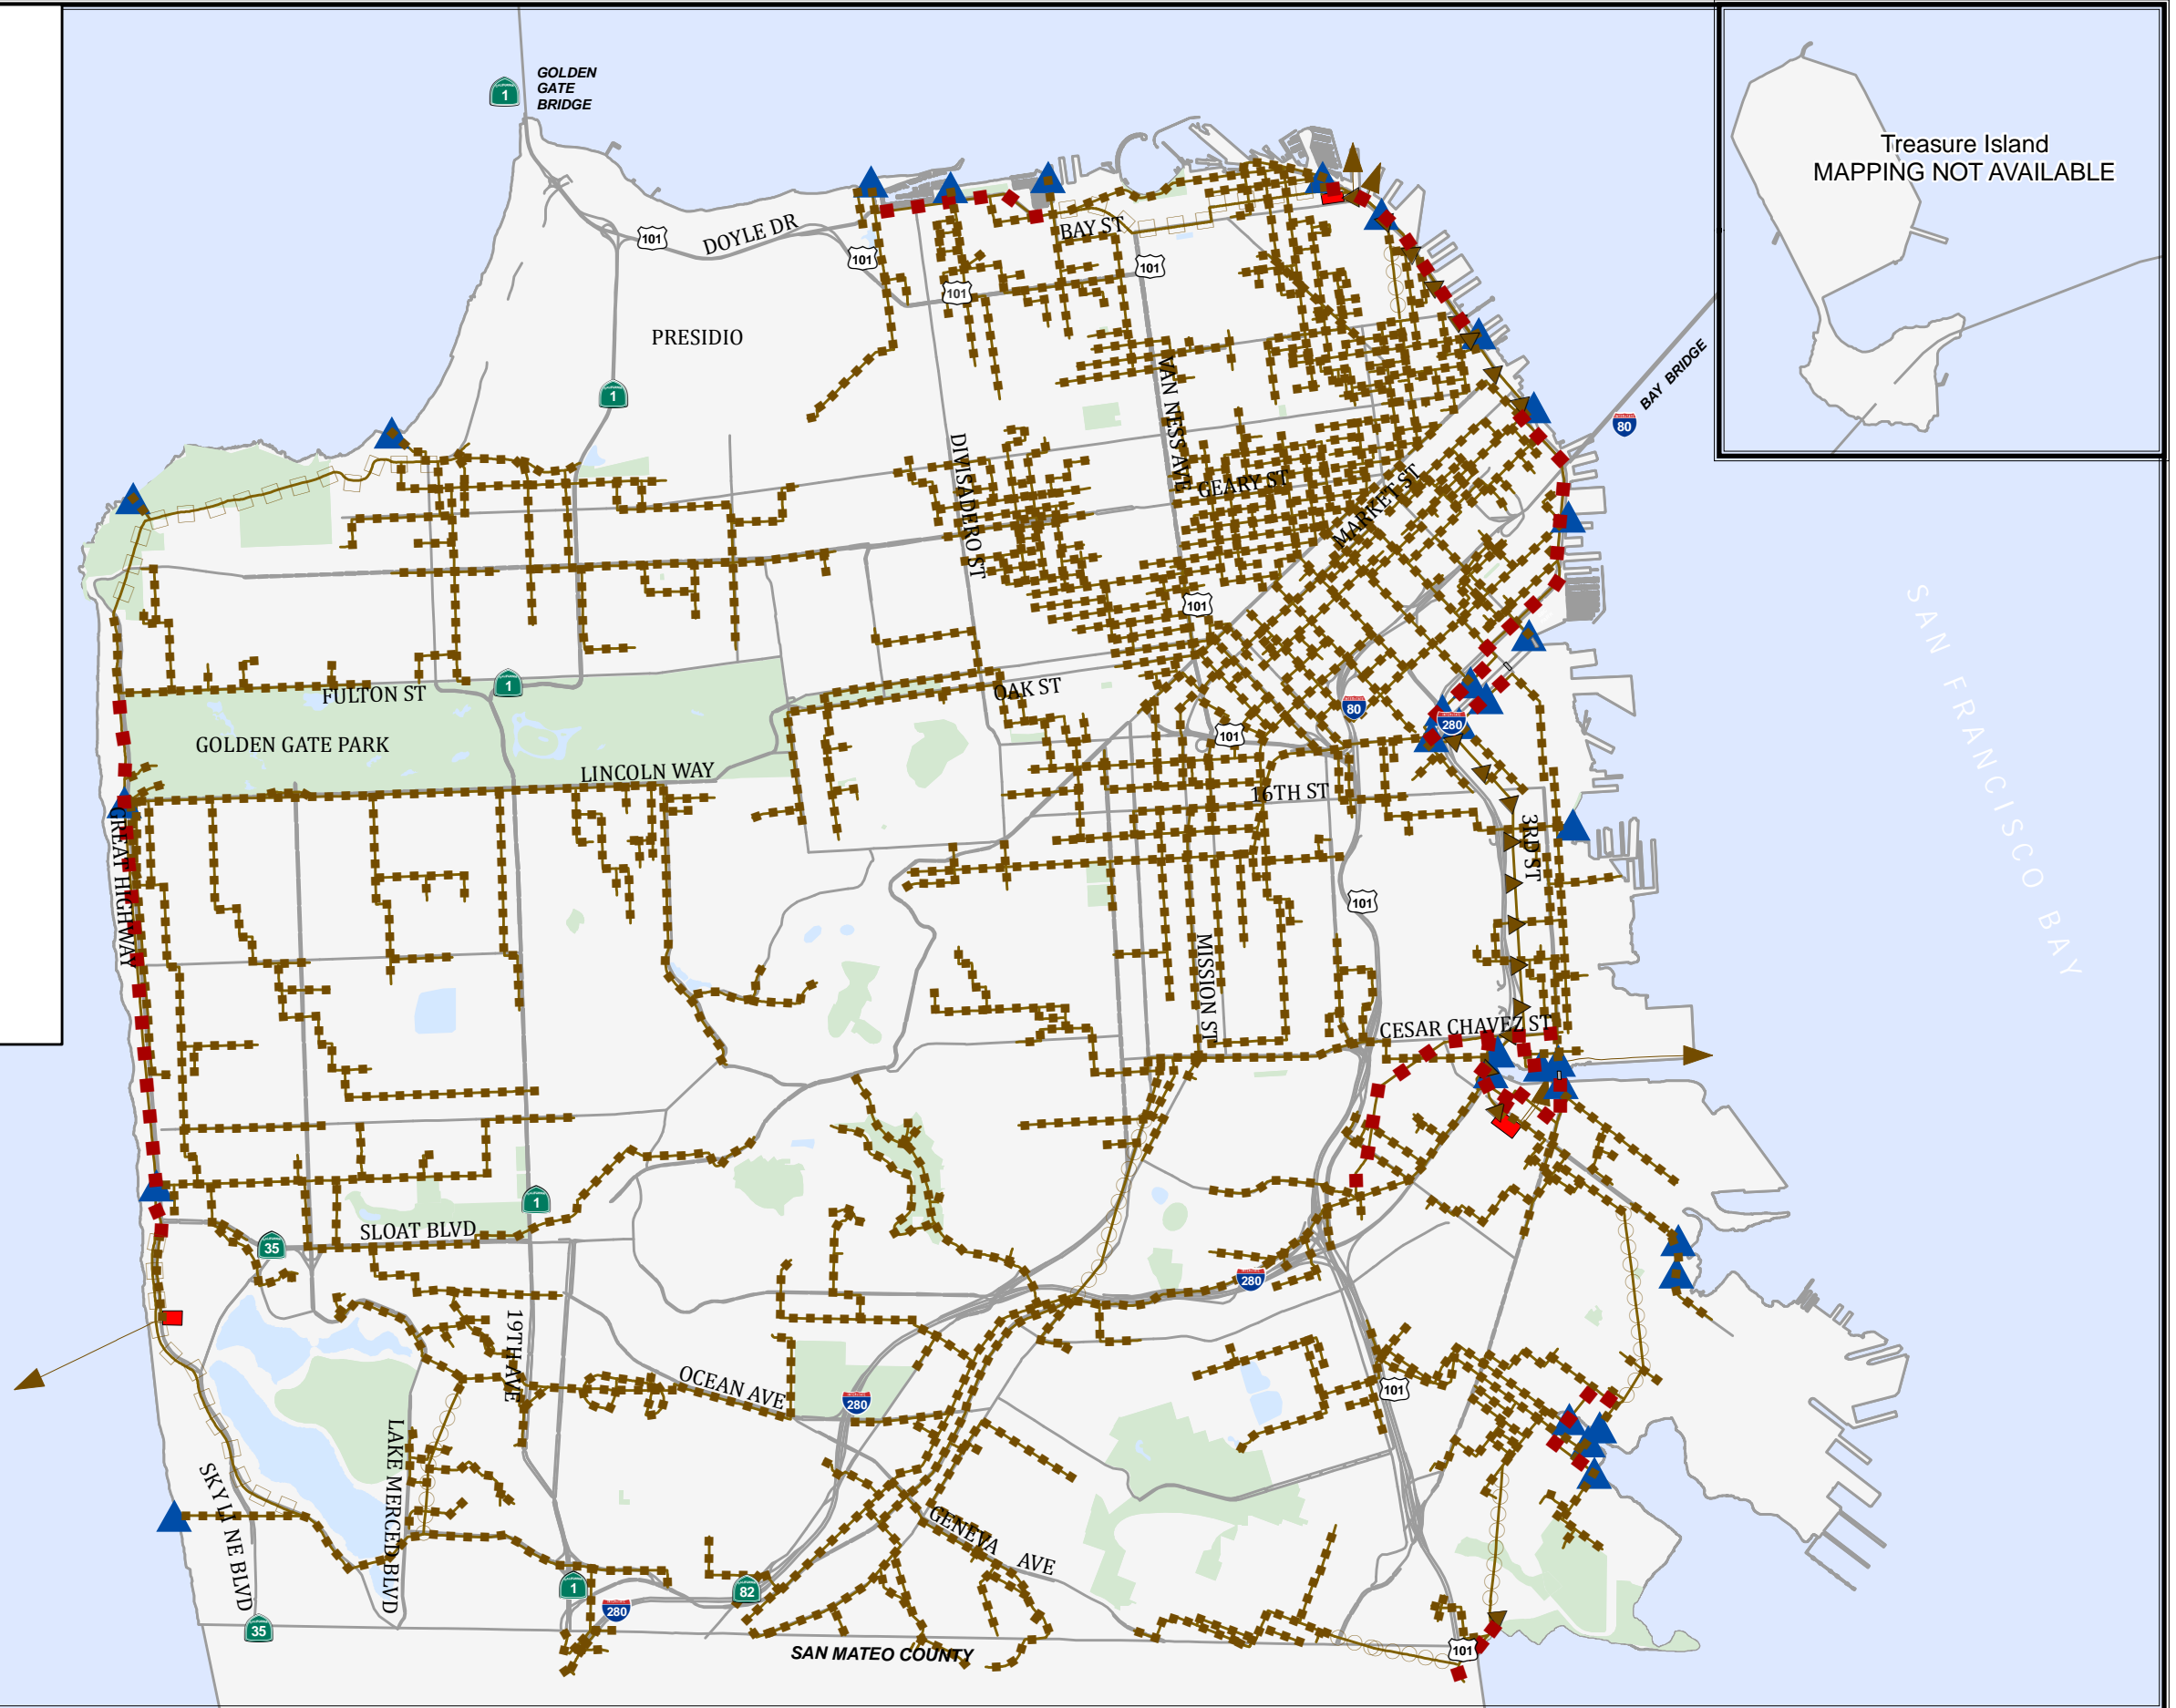 GOLDEN
GATE
BRIDGE
1
Treasure Island
MAPPING NOT AVAILABLE
101
DOYLE DR
101
BAY ST
101
101
PRESIDIO
1
VAN NESS AVE
BAY BRIDGE
80
DIVISADERO ST
GEARY ST
MARKET ST
101
SAN FRANCISCO BAY
FULTON ST
1
OAK ST
80
280
101
GOLDEN GATE PARK
LINCOLN WAY
16TH ST
GREAT HIGHWAY
3RD ST
101
MISSION ST
CESAR CHAVEZ ST
1
SLOAT BLVD
35
280
19TH AVE
OCEAN AVE
280
101
LAKE MERCED BLVD
SKYLINE BLVD
GENEVA AVE
1
82
280
35
SAN MATEO COUNTY
101